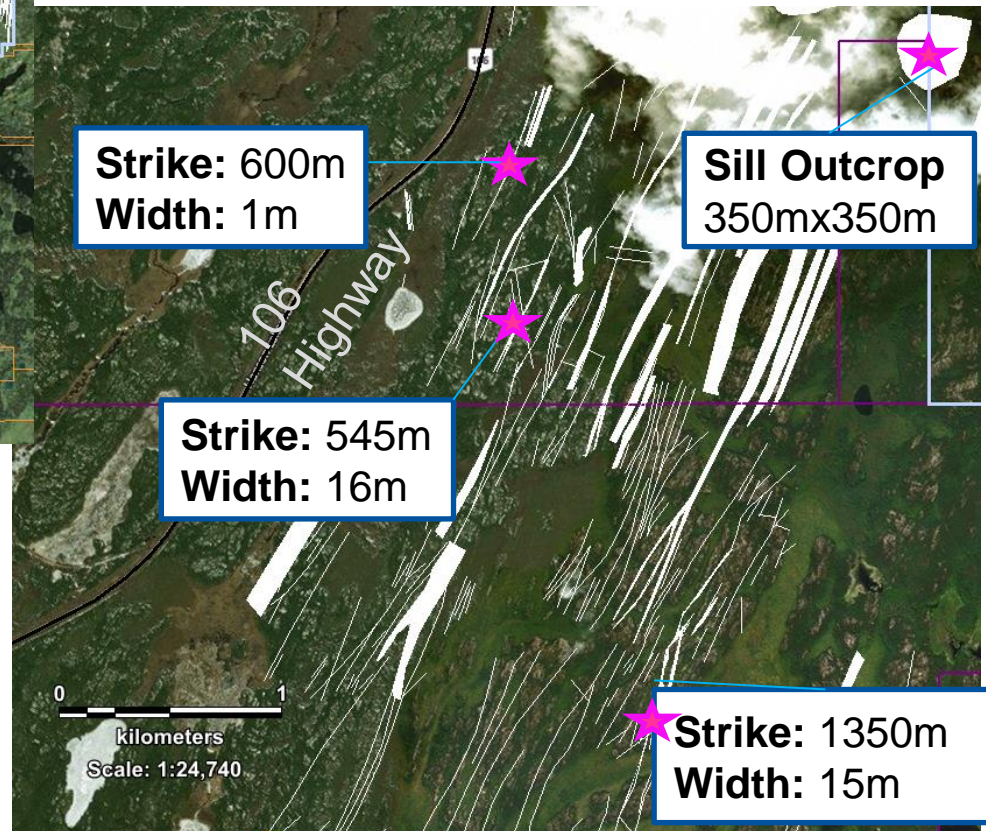 106
Strike: 600m
Width: 1m
Sill Outcrop
350mx350m
106
Highway
Strike: 545m
Width: 16m
0 1
kilometers
Scale: 1:24,740
Strike: 1350m
Width: 15m